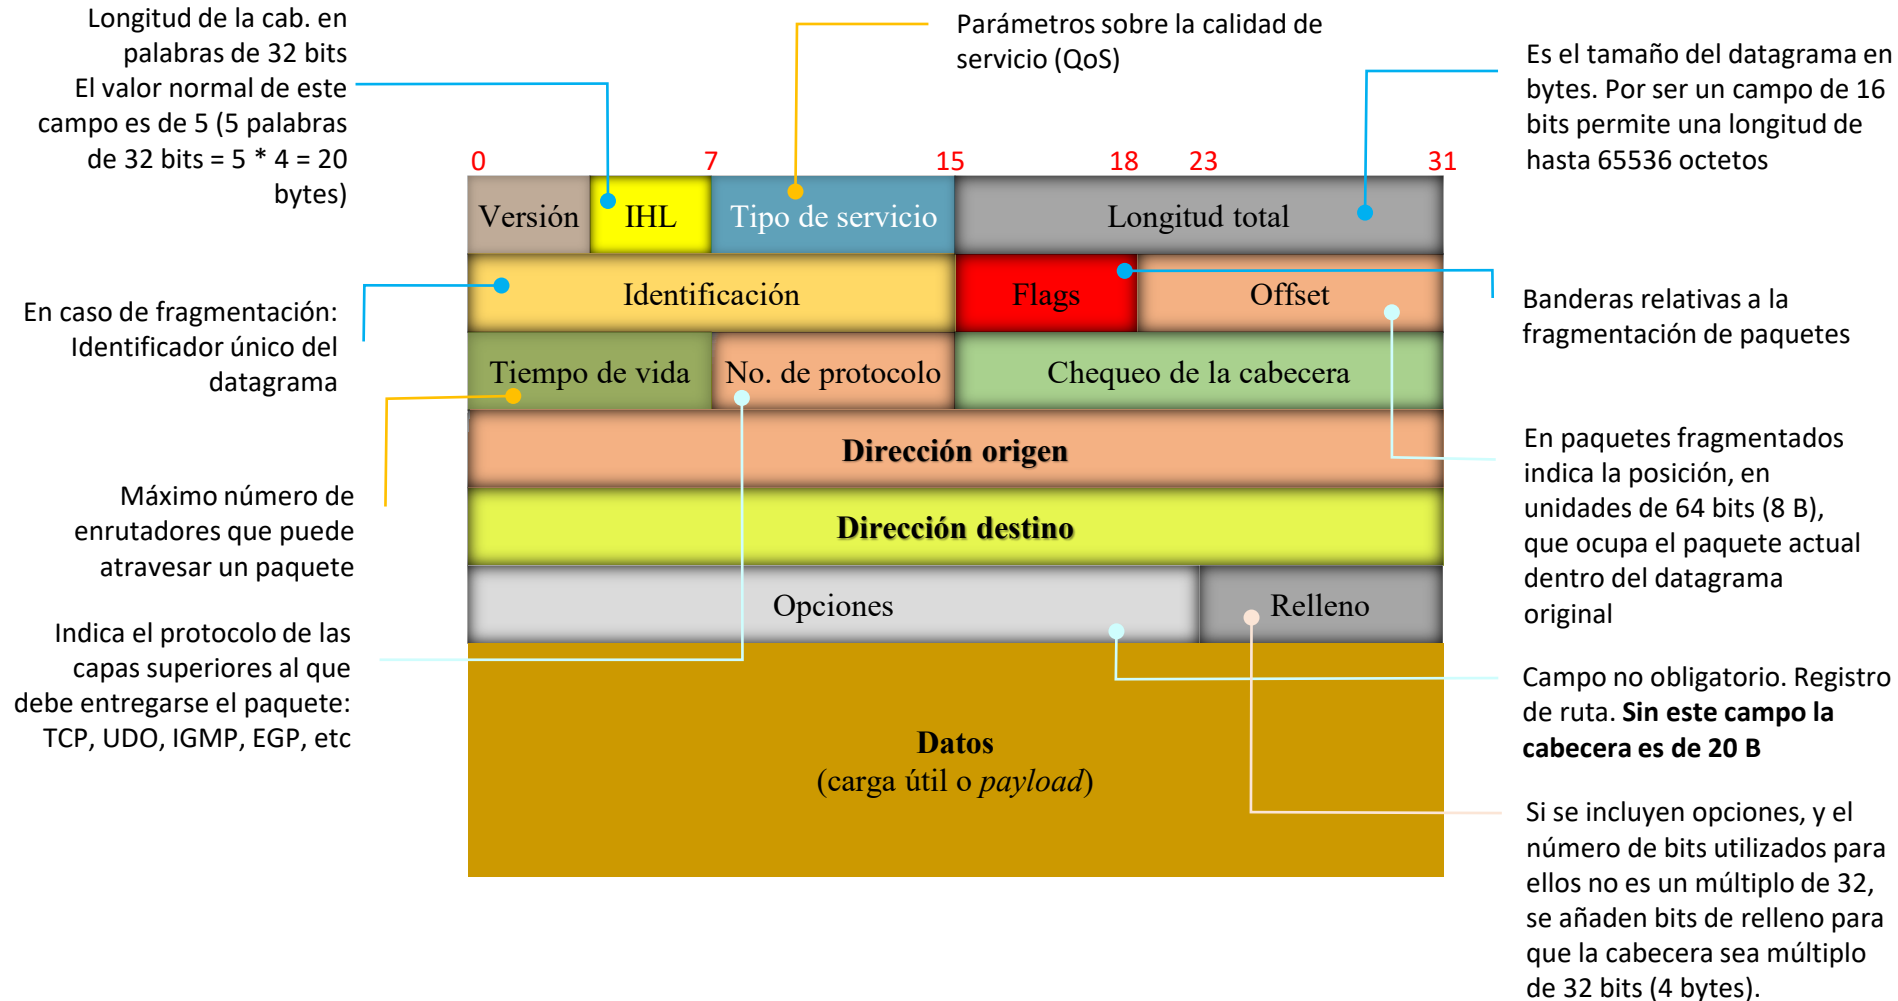 Longitud de la cab. en
palabras de 32 bits
El valor normal de este
campo es de 5 (5 palabras
de 32 bits = 5 * 4 = 20
bytes)
Parámetros sobre la calidad de
servicio (QoS)
Es el tamaño del datagrama en
bytes. Por ser un campo de 16
bits permite una longitud de
hasta 65536 octetos
0 7 15 18 23 31
Versión IHL Tipo de servicio Longitud total
Identificación Flags Offset
Tiempo de vida No. de protocolo Chequeo de la cabecera
Dirección origen
Dirección destino
Opciones Relleno
Datos
(carga útil o payload)
En caso de fragmentación:
Identificador único del
datagrama
Máximo número de
enrutadores que puede
atravesar un paquete
Indica el protocolo de las
capas superiores al que
debe entregarse el paquete:
TCP, UDO, IGMP, EGP, etc
Banderas relativas a la
fragmentación de paquetes
En paquetes fragmentados
indica la posición, en
unidades de 64 bits (8 B),
que ocupa el paquete actual
dentro del datagrama
original
Campo no obligatorio. Registro
de ruta. Sin este campo la
cabecera es de 20 B
Si se incluyen opciones, y el
número de bits utilizados para
ellos no es un múltiplo de 32,
se añaden bits de relleno para
que la cabecera sea múltiplo
de 32 bits (4 bytes).